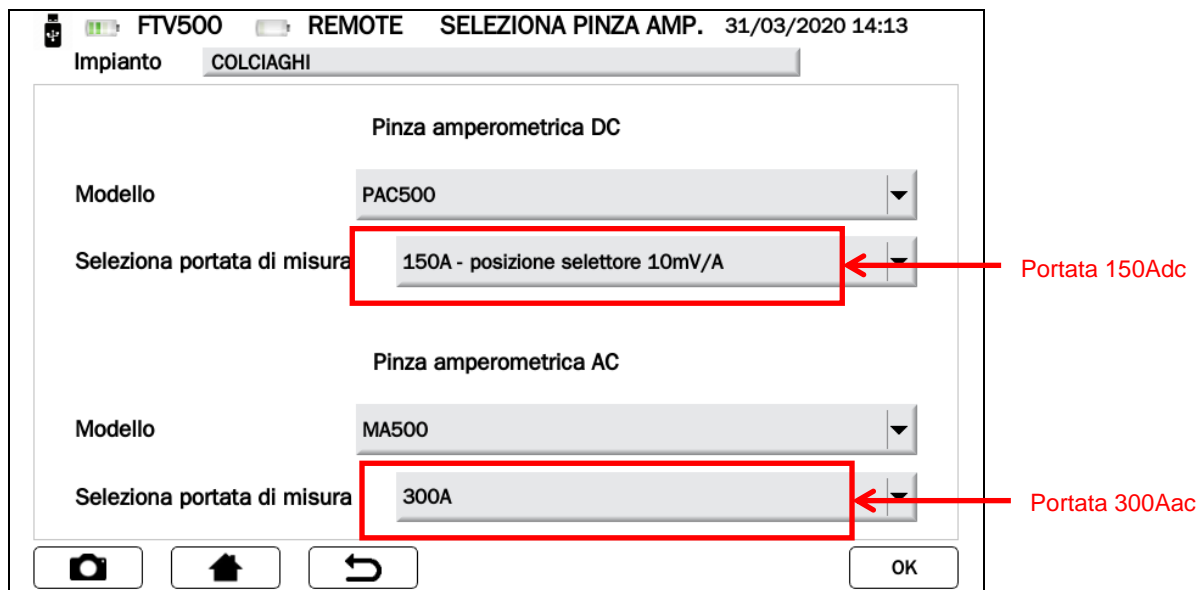 FTV500 REMOTE SELEZIONA PINZA AMP. 31/03/2020 14:13
Impianto COLCIAGHI
Pinza amperometrica DC
Modello PAC500
Seleziona portata di misura 150A - posizione selettore 10mV/A
Portata 150Adc
Pinza amperometrica AC
Modello MA500
Seleziona portata di misura 300A
Portata 300Aac
OK